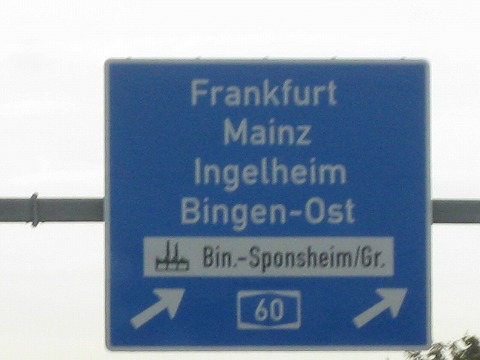 Frankfurt
Mainz
Ingelheim
Bingen-Ost
Bin.-Sponsheim/Gr.
60